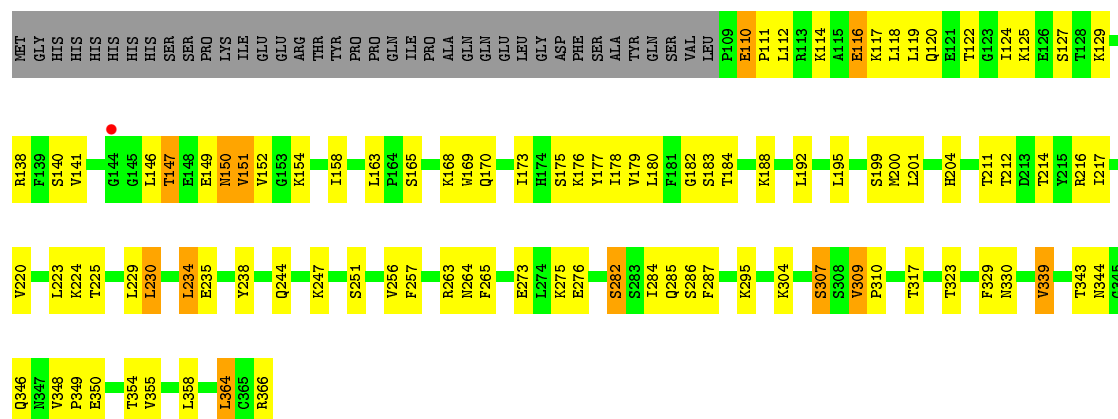 MET GLY HIS HIS HIS HIS HIS HIS SER SER PRO LYS ILE GLU GLU ARG THR TYR PRO PRO GLN ILE PRO ALA GLN GLN GLU LEU GLY ASP PHE SER ALA TYR GLN SER VAL LEU P109 E110 P111 L112 R113 K114 A115 E116 K117 L118 L119 Q120 E121 T122 G123 I124 K125 E126 S127 T128 K129
R138 F139 S140 V141 G144 G145 L146 T147 E148 E149 N150 V151 V152 G153 K154 I158 L163 P164 S165 K168 W169 Q170 I173 H174 S175 K176 Y177 I178 V179 L180 F181 G182 S183 T184 K188 L192 L195 S199 M200 L201 H204 T211 T212 D213 T214 Y215 R216 I217
V220 L223 K224 T225 L229 L230 L234 E235 Y238 Q244 K247 S251 V256 F257 R263 N264 F265 E273 L274 K275 E276 S282 S283 I284 Q285 S286 F287 K295 K304 S307 S308 V309 P310 T317 T323 F329 N330 V339 T343 N344 G345
Q346 N347 V348 P349 E350 T354 V355 L358 L364 C365 R366